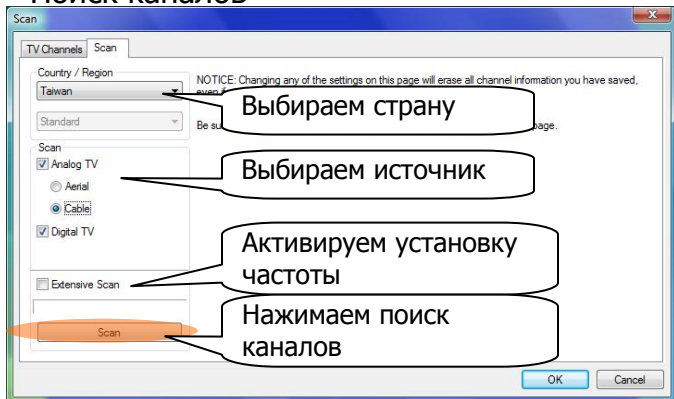 Поиск каналов
Scan
TV Channels Scan
Country / Region
Taiwan
Standard
NOTICE: Changing any of the settings on this page will erase all channel information you have saved,
even if
Be su
page.
Выбираем страну
Scan
Analog TV
Aerial
Cable
Digital TV
Выбираем источник
Extensive Scan
Активируем установку
частоты
Scan
Нажимаем поиск
каналов
OK Cancel